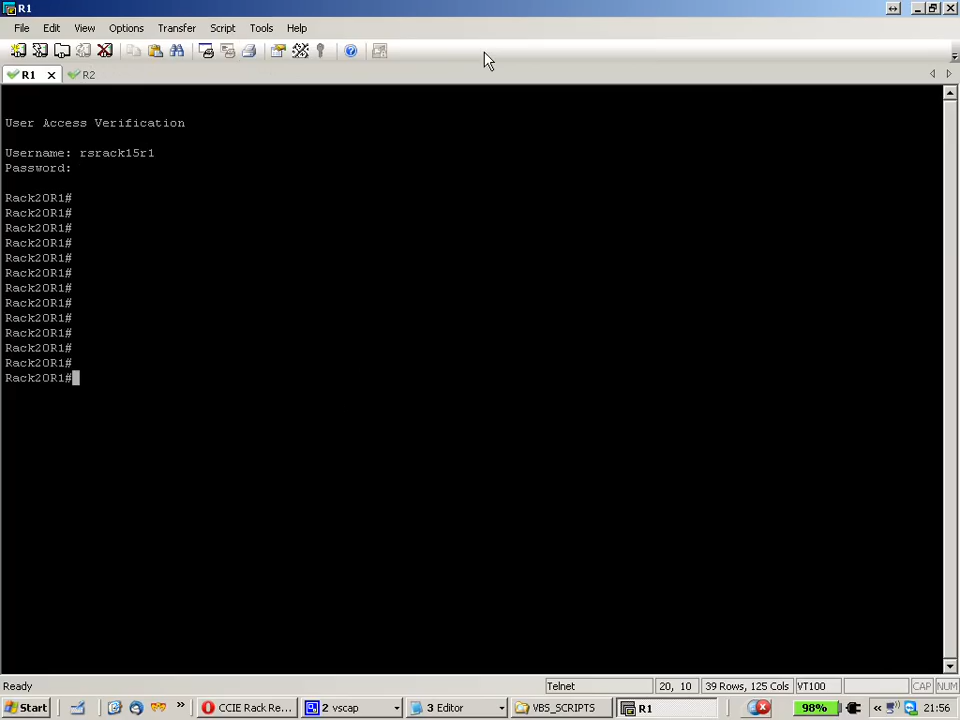 R1
File Edit View Options Transfer Script Tools Help
R1 R2
User Access Verification
Username: rsrack15r1
Password:
Rack20R1#
Rack20R1#
Rack20R1#
Rack20R1#
Rack20R1#
Rack20R1#
Rack20R1#
Rack20R1#
Rack20R1#
Rack20R1#
Rack20R1#
Rack20R1#
Rack20R1#
Ready Telnet 20, 10 39 Rows, 125 Cols VT100 CAP NUM
Start » CCIE Rack Re... 2 vscap 3 Editor VBS_SCRIPTS R1 98% « 21:56